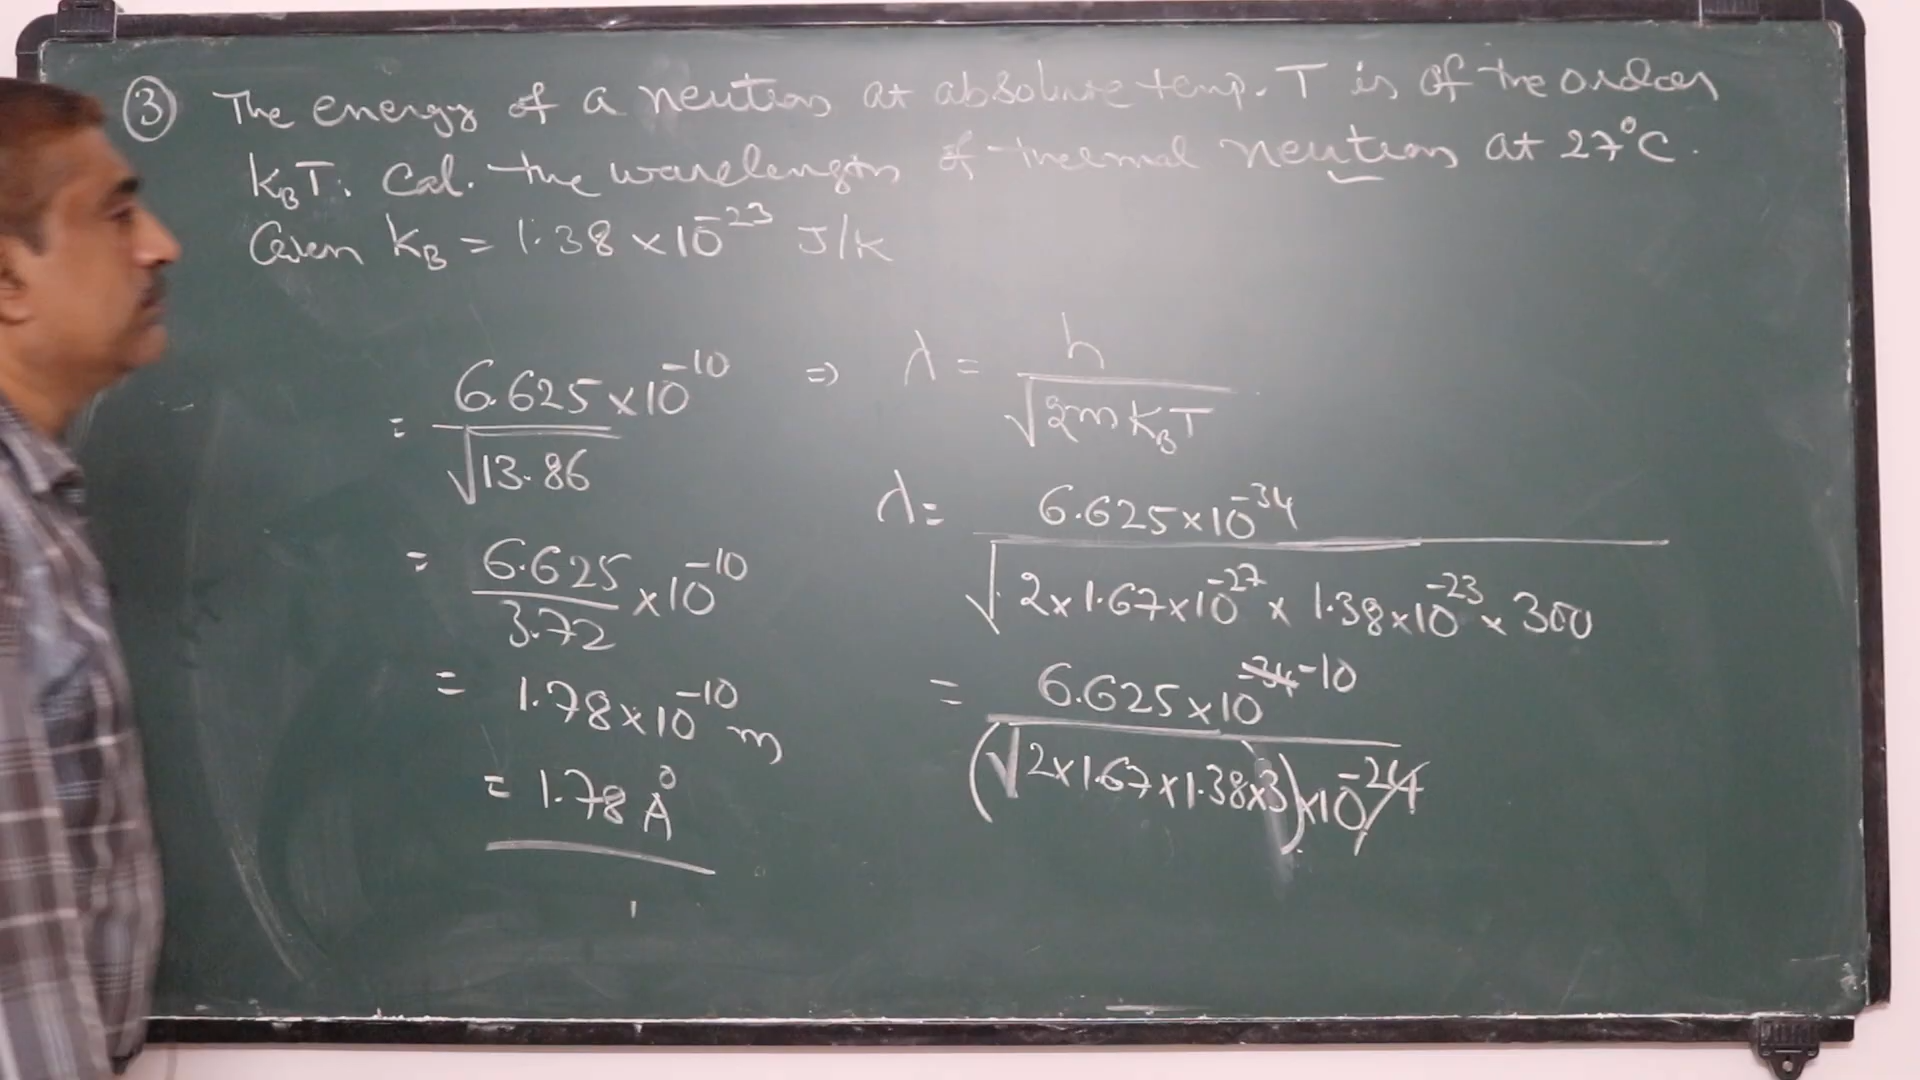 ③ The energy of a neutron at absolute temp. T is of the order
K_BT. Cal. the wavelength of thermal neutron at 27°C.
Given K_B = 1.38 × 10^-23 J/K
⇒ λ = h / √(2mK_BT)
λ = 6.625×10^-34 / √(2×1.67×10^-27 × 1.38×10^-23 × 300)
= 6.625×10^-34 -10 / (√(2×1.67×1.38×3)) ×10^-24
= 6.625×10^-10 / √13.86
= 6.625/3.72 ×10^-10
= 1.78×10^-10 m
= 1.78 Å